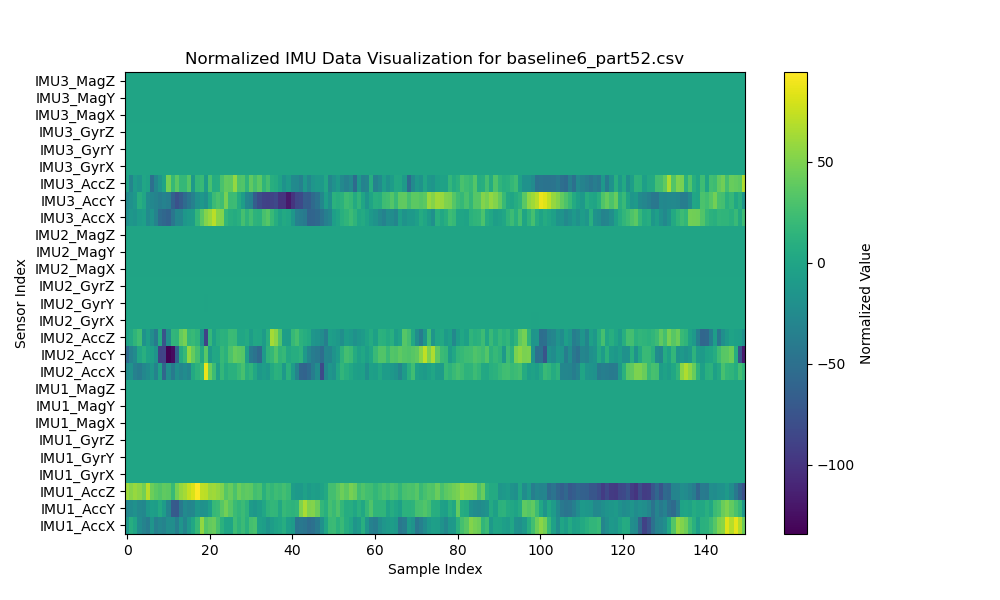 Normalized IMU Data Visualization for baseline6_part52.csv
IMU3_MagZ
IMU3_MagY
IMU3_MagX
IMU3_GyrZ
IMU3_GyrY
IMU3_GyrX
IMU3_AccZ
IMU3_AccY
IMU3_AccX
IMU2_MagZ
IMU2_MagY
IMU2_MagX
IMU2_GyrZ
IMU2_GyrY
IMU2_GyrX
IMU2_AccZ
IMU2_AccY
IMU2_AccX
IMU1_MagZ
IMU1_MagY
IMU1_MagX
IMU1_GyrZ
IMU1_GyrY
IMU1_GyrX
IMU1_AccZ
IMU1_AccY
IMU1_AccX
Sensor Index
0 20 40 60 80 100 120 140
Sample Index
50
0
−50
−100
Normalized Value